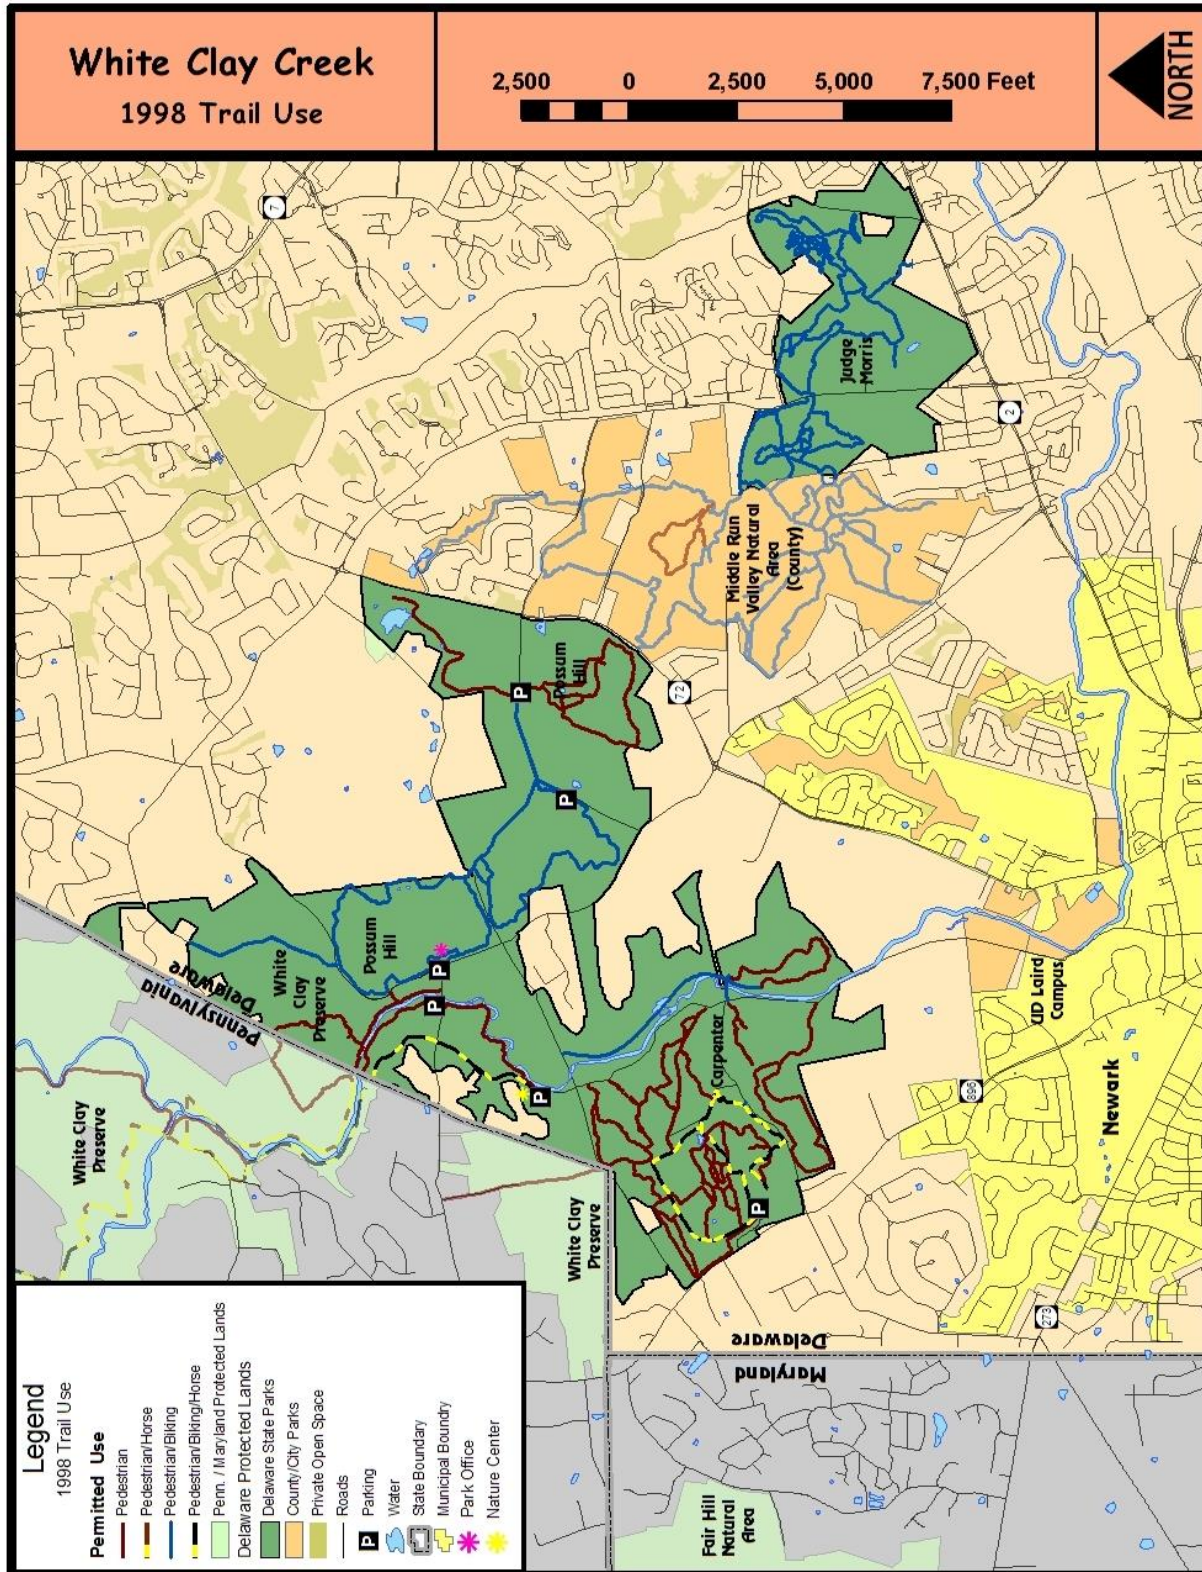 White Clay Creek
1998 Trail Use
2,500 0 2,500 5,000 7,500 Feet
NORTH
7
Judge
Morris
2
Middle Run
Valley Natural
Area
(County)
Possum
Hill
72
Possum
Hill
White
Clay
Preserve
Pennsylvania
Delaware
White Clay
Preserve
Carpenter
UD Laird
Campus
896
Newark
White Clay
Preserve
273
Delaware
Maryland
Fair Hill
Natural
Area
P
P
P
P
P
P
Legend
1998 Trail Use
Permitted Use
Pedestrian
Pedestrian/Horse
Pedestrian/Biking
Pedestrian/Biking/Horse
Penn. / Maryland Protected Lands
Delaware Protected Lands
Delaware State Parks
County/City Parks
Private Open Space
Roads
P Parking
Water
State Boundary
Municipal Boundry
Park Office
Nature Center